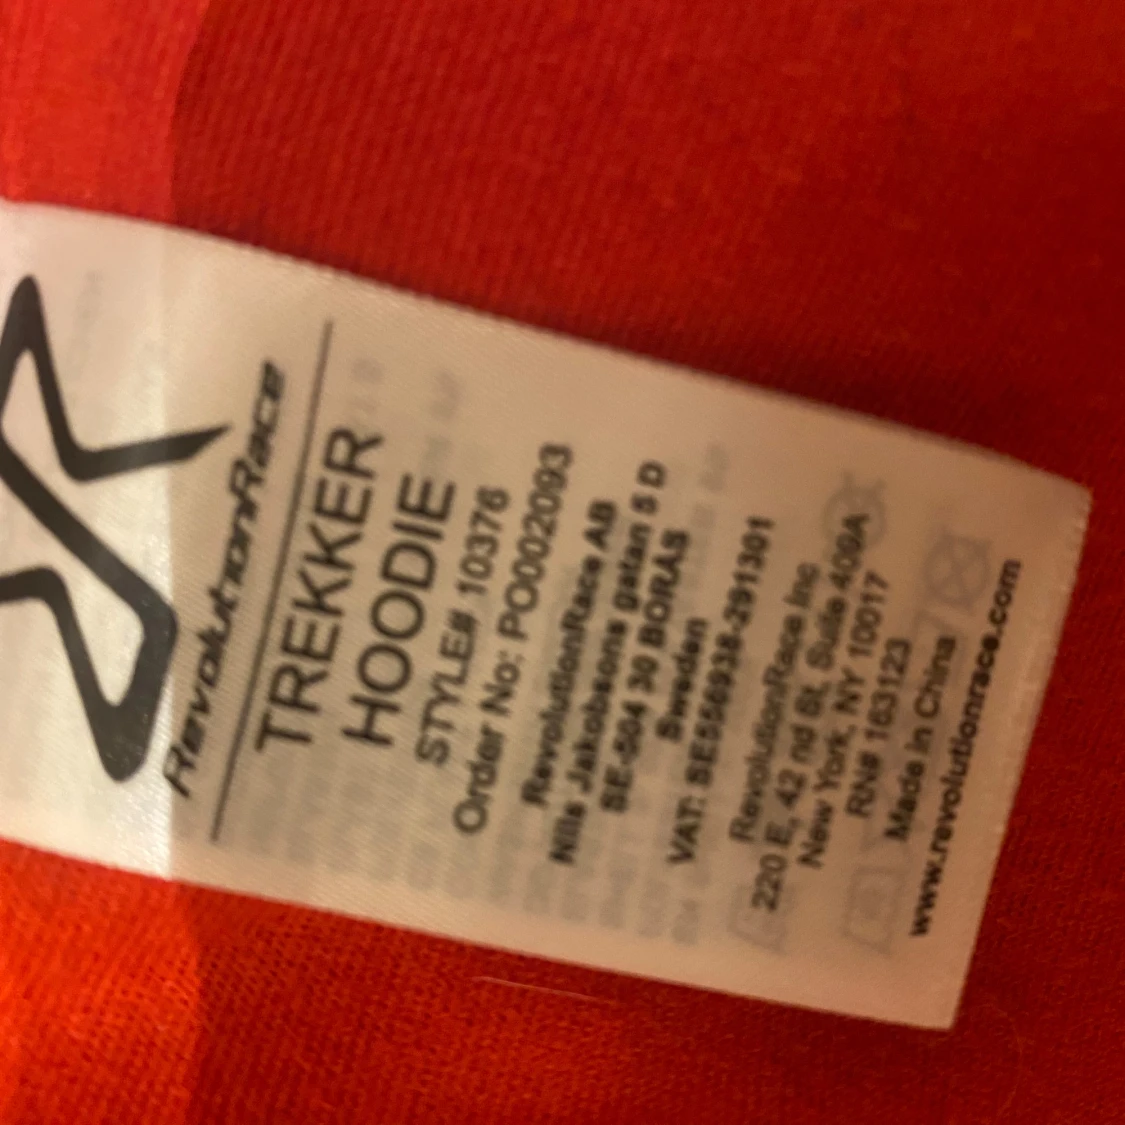 RevolutionRace
TREKKER
HOODIE
STYLE# 10376
Order No: PO002093
RevolutionRace AB
Nils Jakobsons gatan 5 D
SE-504 30 BORÅS
Sweden
VAT: SE556938-291301
RevolutionRace Inc
220 E, 42 nd St, Suite 409A
New York, NY 10017
RN# 163123
Made in China
www.revolutionrace.com